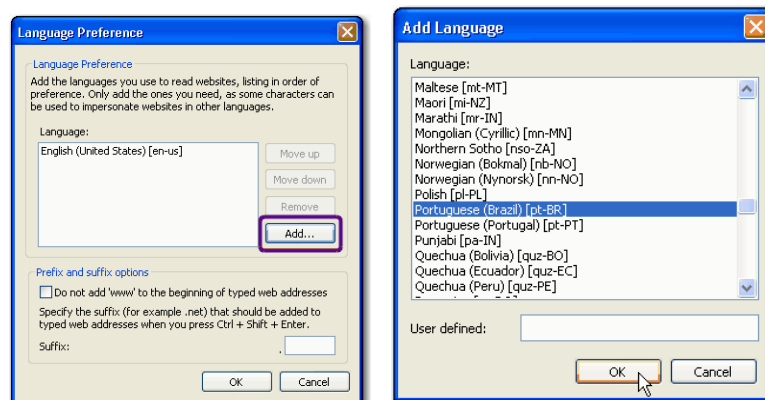 Language Preference
Language Preference
Add the languages you use to read websites, listing in order of
preference. Only add the ones you need, as some characters can
be used to impersonate websites in other languages.
Language:
English (United States) [en-us]
Move up
Move down
Remove
Add...
Prefix and suffix options
Do not add 'www' to the beginning of typed web addresses
Specify the suffix (for example .net) that should be added to
typed web addresses when you press Ctrl + Shift + Enter.
Suffix:
.
OK
Cancel
Add Language
Language:
Maltese [mt-MT]
Maori [mi-NZ]
Marathi [mr-IN]
Mongolian (Cyrillic) [mn-MN]
Northern Sotho [nso-ZA]
Norwegian (Bokmal) [nb-NO]
Norwegian (Nynorsk) [nn-NO]
Polish [pl-PL]
Portuguese (Brazil) [pt-BR]
Portuguese (Portugal) [pt-PT]
Punjabi [pa-IN]
Quechua (Bolivia) [quz-BO]
Quechua (Ecuador) [quz-EC]
Quechua (Peru) [quz-PE]
User defined:
OK
Cancel